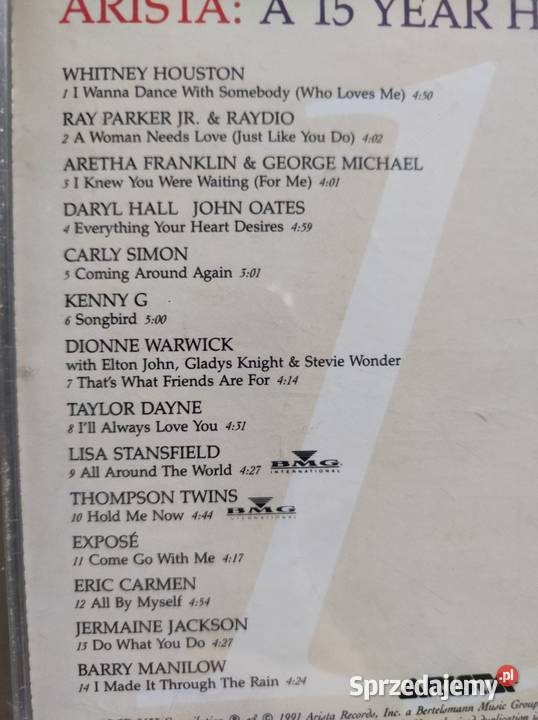 ARISTA: A 15 YEAR H
WHITNEY HOUSTON
1 I Wanna Dance With Somebody (Who Loves Me) 4:50
RAY PARKER JR. & RAYDIO
2 A Woman Needs Love (Just Like You Do) 4:02
ARETHA FRANKLIN & GEORGE MICHAEL
3 I Knew You Were Waiting (For Me) 4:01
DARYL HALL JOHN OATES
4 Everything Your Heart Desires 4:59
CARLY SIMON
5 Coming Around Again 3:01
KENNY G
6 Songbird 5:00
DIONNE WARWICK
with Elton John, Gladys Knight & Stevie Wonder
7 That's What Friends Are For 4:14
TAYLOR DAYNE
8 I'll Always Love You 4:31
LISA STANSFIELD
9 All Around The World 4:27 BMG INTERNATIONAL
THOMPSON TWINS
10 Hold Me Now 4:44 BMG INTERNATIONAL
EXPOSÉ
11 Come Go With Me 4:17
ERIC CARMEN
12 All By Myself 4:54
JERMAINE JACKSON
13 Do What You Do 4:27
BARRY MANILOW
14 I Made It Through The Rain 4:24
Sprzedajemy.pl
1991 Arista Records, Inc. a Bertelsmann Music Group